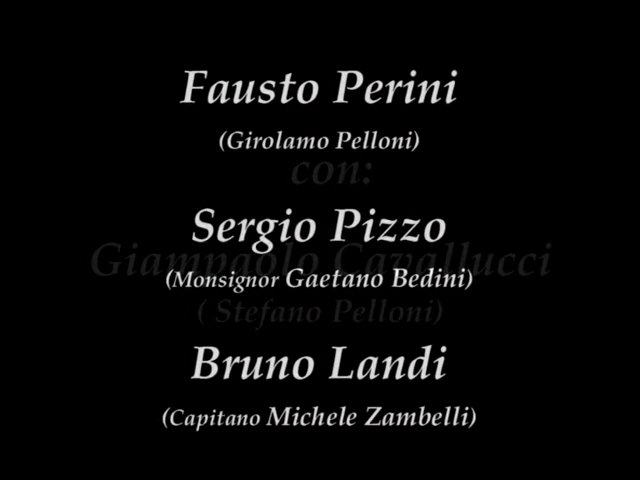 Fausto Perini
(Girolamo Pelloni)
con:
Sergio Pizzo
Giampaolo Cavallucci
(Monsignor Gaetano Bedini)
( Stefano Pelloni)
Bruno Landi
(Capitano Michele Zambelli)